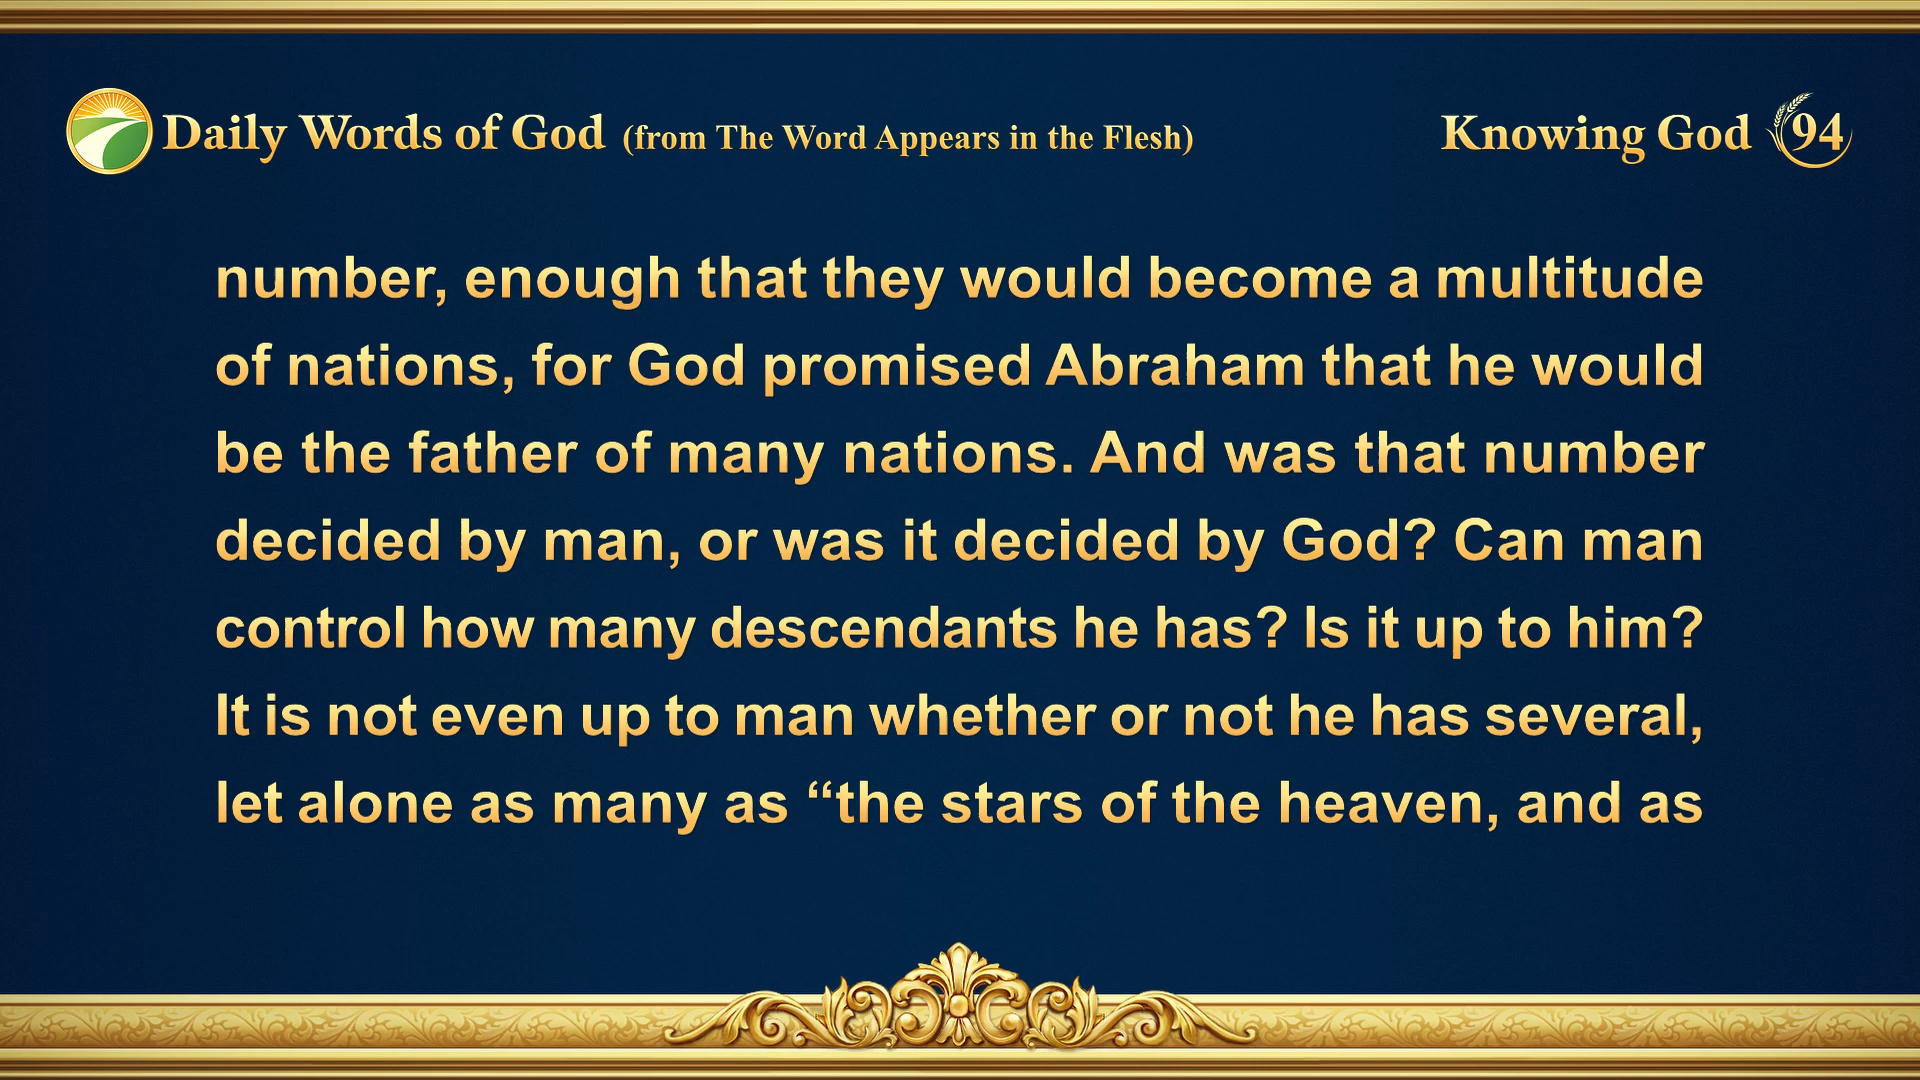 Daily Words of God (from The Word Appears in the Flesh)
Knowing God 94
number, enough that they would become a multitude
of nations, for God promised Abraham that he would
be the father of many nations. And was that number
decided by man, or was it decided by God? Can man
control how many descendants he has? Is it up to him?
It is not even up to man whether or not he has several,
let alone as many as “the stars of the heaven, and as